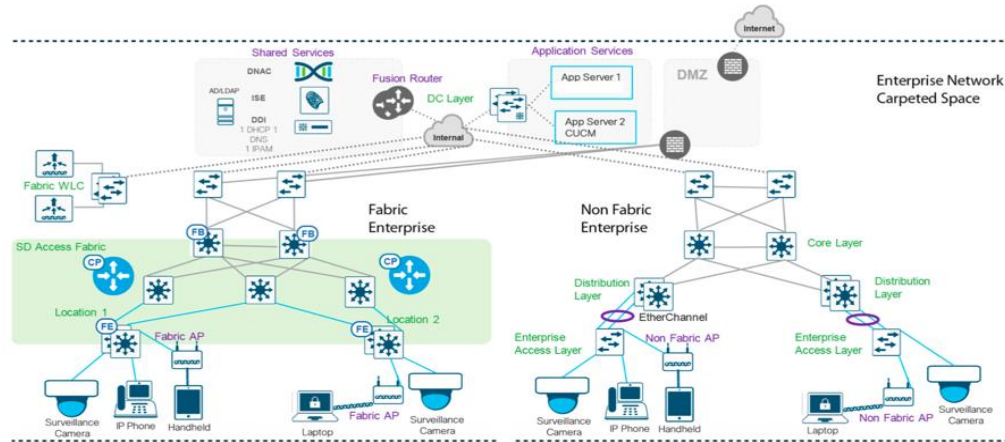 Internet
Shared Services
Application Services
DNAC
Fusion Router
App Server 1
DMZ
Enterprise Network
Carpeted Space
AD/LDAP
ISE
DC Layer
DDI
1 DHCP 1
DNS
1 IPAM
App Server 2
CUCM
Internal
Fabric WLC
Fabric
Enterprise
Non Fabric
Enterprise
FB
FB
SD Access Fabric
CP
CP
Core Layer
Distribution
Layer
Distribution
Layer
Location 1
Location 2
EtherChannel
FE
FE
Fabric AP
Enterprise
Access Layer
Non Fabric AP
Enterprise
Access Layer
Surveillance
Camera
IP Phone
Handheld
Laptop
Fabric AP
Surveillance
Camera
Surveillance
Camera
IP Phone
Handheld
Laptop
Non Fabric AP
Surveillance
Camera